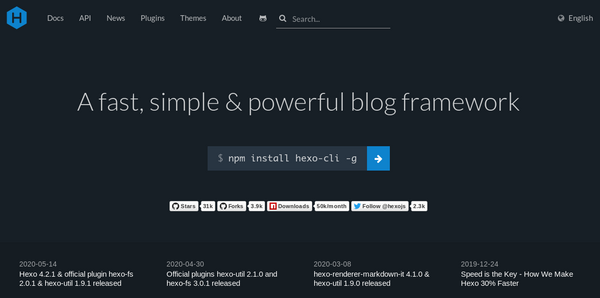 H Docs API News Plugins Themes About Search... English
A fast, simple & powerful blog framework
$ npm install hexo-cli -g
Stars 31k Forks 3.9k Downloads 50k/month Follow @hexojs 2.3k
2020-05-14 2020-04-30 2020-03-08 2019-12-24
Hexo 4.2.1 & official plugin hexo-fs Official plugins hexo-util 2.1.0 and hexo-renderer-markdown-it 4.1.0 & Speed is the Key - How We Make
2.0.1 & hexo-util 1.9.1 released hexo-fs 3.0.1 released hexo-util 1.9.0 released Hexo 30% Faster